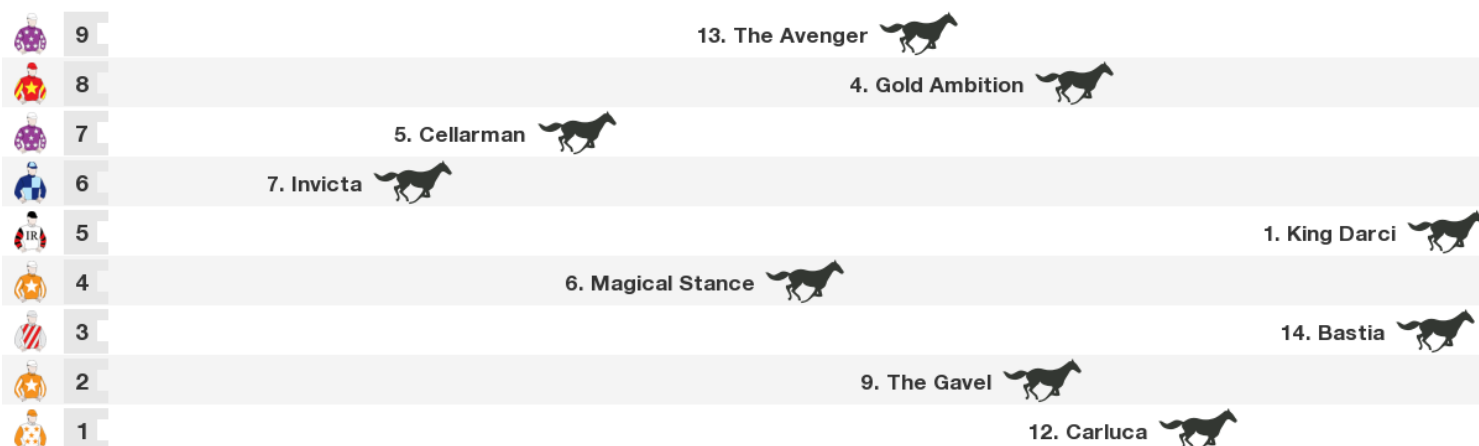 9 13. The Avenger
8 4. Gold Ambition
7 5. Cellarman
6 7. Invicta
IR 5 1. King Darci
4 6. Magical Stance
3 14. Bastia
2 9. The Gavel
1 12. Carluca